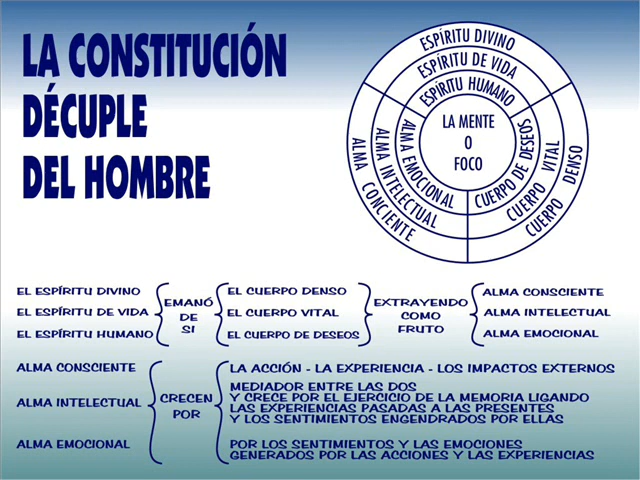 LA CONSTITUCIÓN
DÉCUPLE
DEL HOMBRE
ESPÍRITU DIVINO
ESPÍRITU DE VIDA
ESPÍRITU HUMANO
LA MENTE
O
FOCO
ALMA EMOCIONAL
ALMA INTELECTUAL
ALMA CONCIENTE
CUERPO DE DESEOS
CUERPO VITAL
CUERPO DENSO
EL ESPÍRITU DIVINO
EL ESPÍRITU DE VIDA
EL ESPÍRITU HUMANO
EMANÓ
DE
SI
EL CUERPO DENSO
EL CUERPO VITAL
EL CUERPO DE DESEOS
EXTRAYENDO
COMO
FRUTO
ALMA CONSCIENTE
ALMA INTELECTUAL
ALMA EMOCIONAL
ALMA CONSCIENTE
ALMA INTELECTUAL
ALMA EMOCIONAL
CRECEN
POR
LA ACCIÓN - LA EXPERIENCIA - LOS IMPACTOS EXTERNOS
MEDIADOR ENTRE LAS DOS
Y CRECE POR EL EJERCICIO DE LA MEMORIA LIGANDO
LAS EXPERIENCIAS PASADAS A LAS PRESENTES
Y LOS SENTIMIENTOS ENGENDRADOS POR ELLAS
POR LOS SENTIMIENTOS Y LAS EMOCIONES
GENERADOS POR LAS ACCIONES Y LAS EXPERIENCIAS